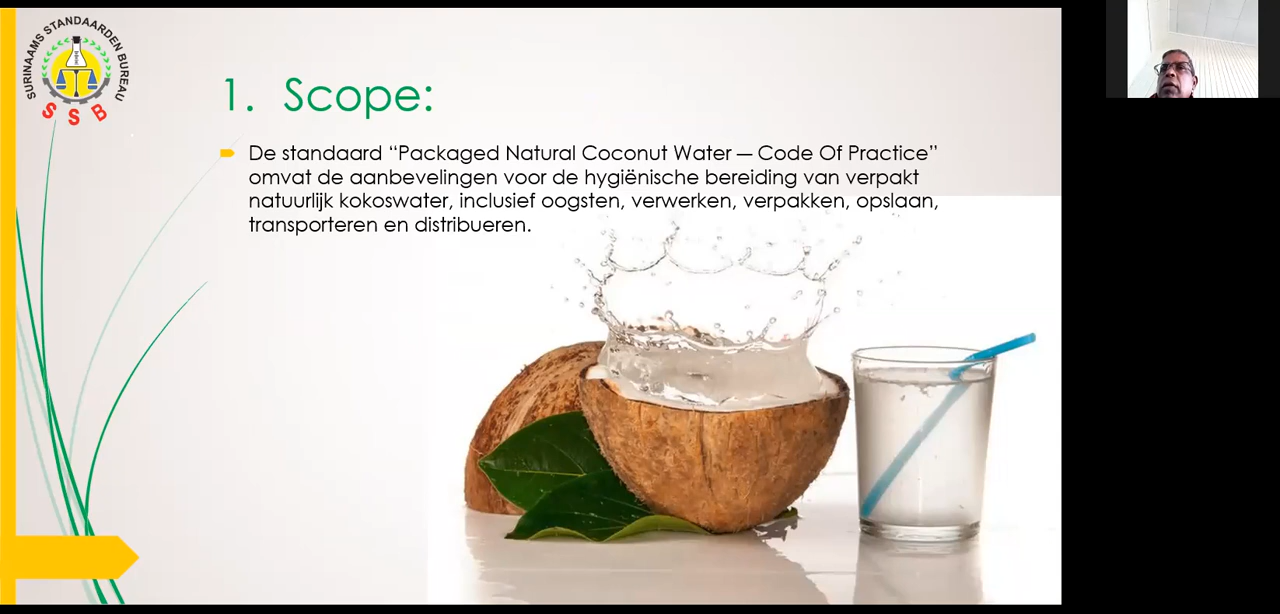 SURINAAMS STANDAARDEN BUREAU
SSB
1. Scope:
De standaard “Packaged Natural Coconut Water — Code Of Practice”
omvat de aanbevelingen voor de hygiënische bereiding van verpakt
natuurlijk kokoswater, inclusief oogsten, verwerken, verpakken, opslaan,
transporteren en distribueren.